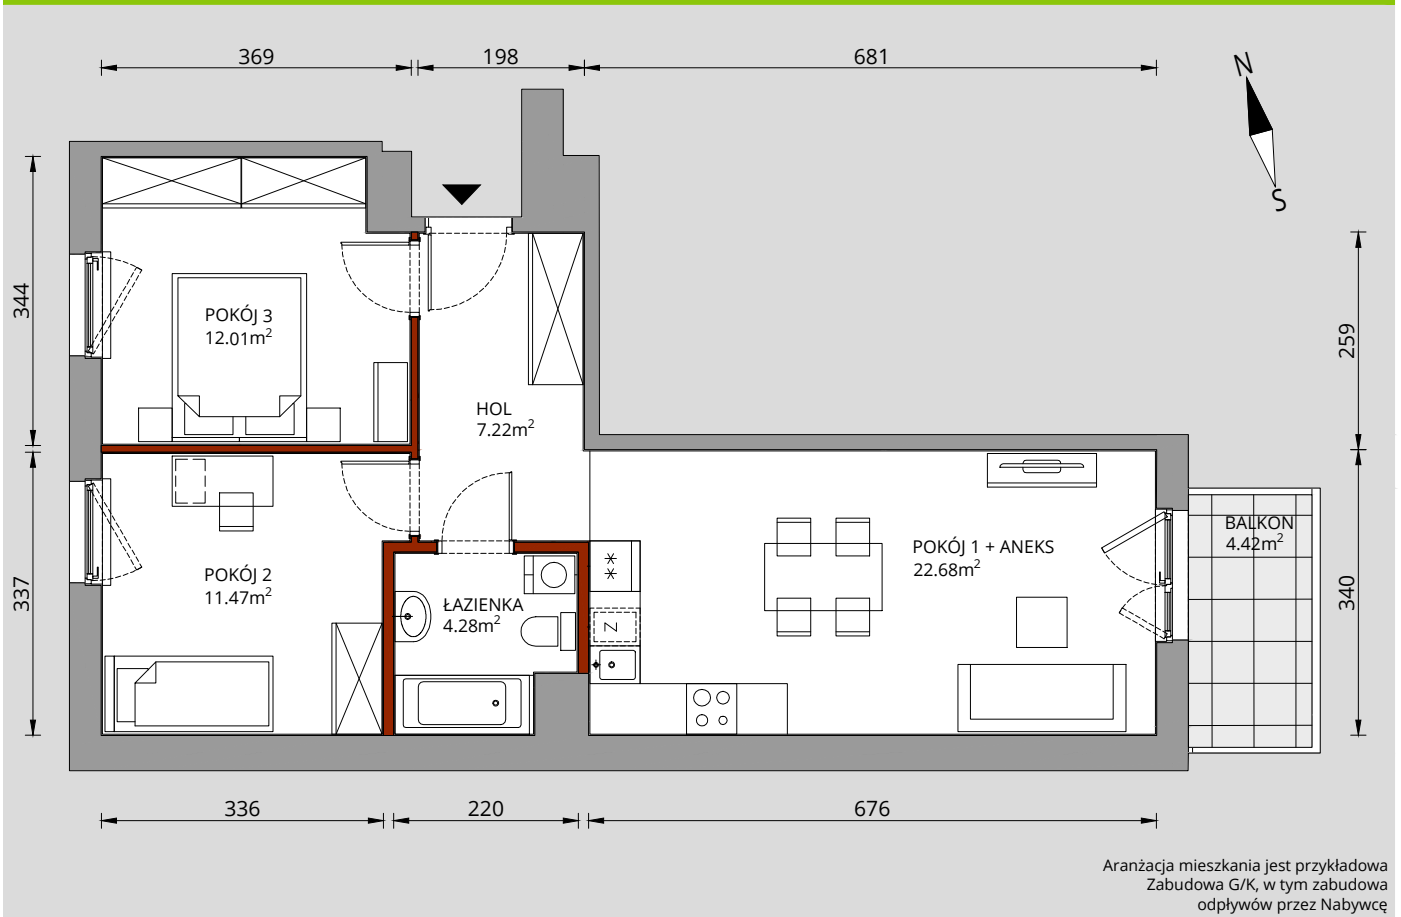 369
198
681
N
S
344
259
POKÓJ 3
12.01m²
HOL
7.22m²
BALKON
4.42m²
POKÓJ 1 + ANEKS
22.68m²
POKÓJ 2
11.47m²
ŁAZIENKA
4.28m²
**
Z
337
340
336
220
676
Aranżacja mieszkania jest przykładowa
Zabudowa G/K, w tym zabudowa
odpływów przez Nabywcę